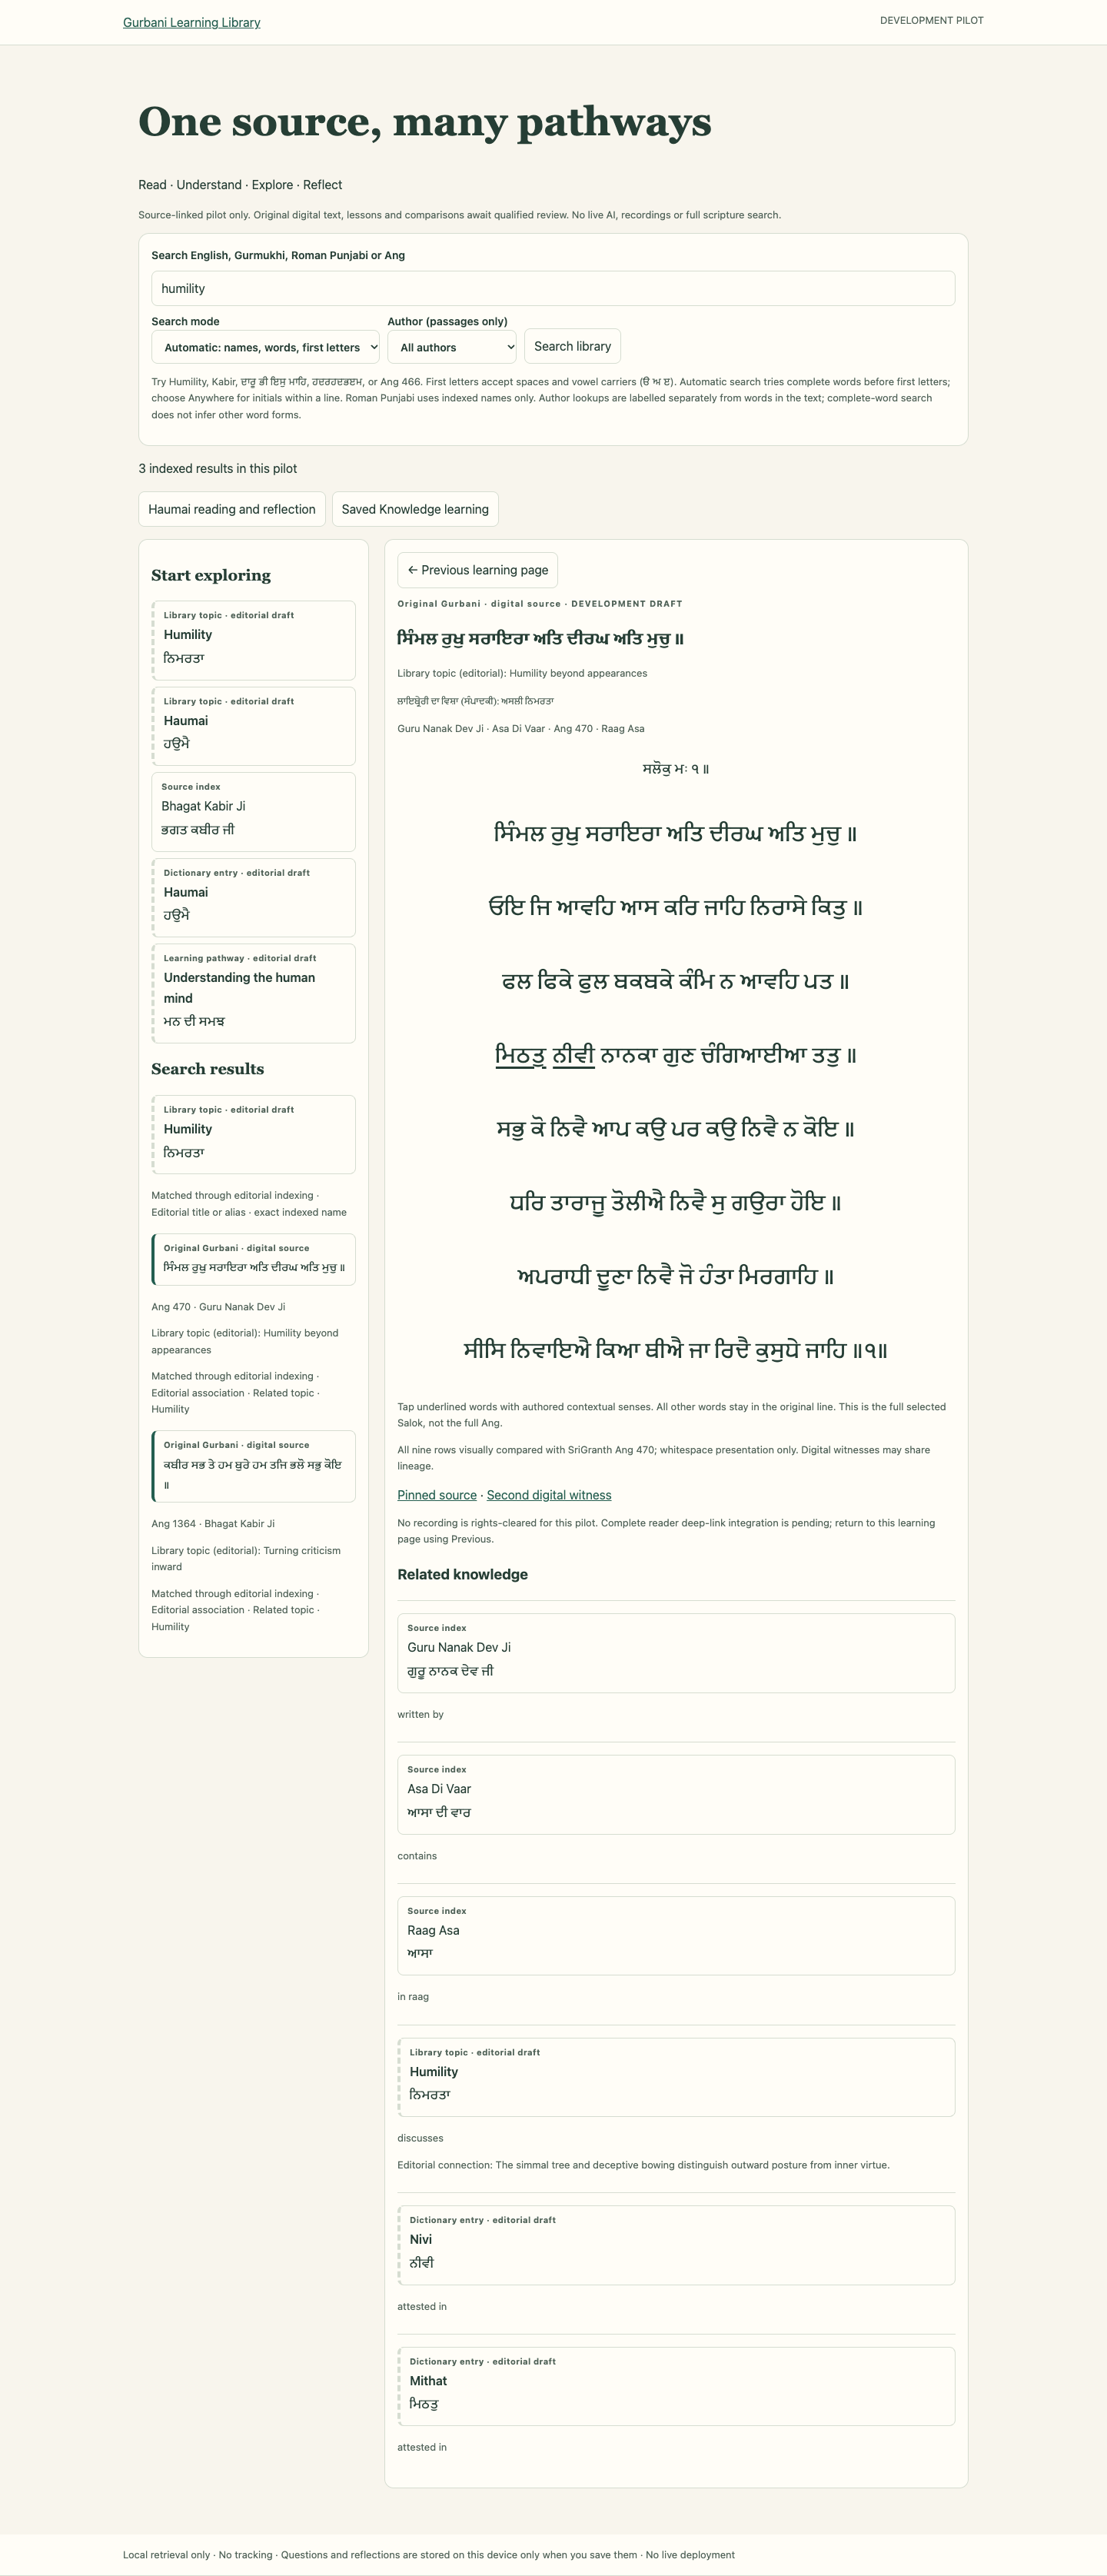 Gurbani Learning Library
DEVELOPMENT PILOT
One source, many pathways
Read · Understand · Explore · Reflect
Source-linked pilot only. Original digital text, lessons and comparisons await qualified review. No live AI, recordings or full scripture search.
Search English, Gurmukhi, Roman Punjabi or Ang
humility
Search mode
Author (passages only)
Automatic: names, words, first letters
All authors
Search library
Try Humility, Kabir, ਦਾਰੂ ਭੀ ਇਸੁ ਮਾਹਿ, ਹਦਰਹਦਭਇਮ, or Ang 466. First letters accept spaces and vowel carriers (ੳ ਅ ੲ). Automatic search tries complete words before first letters;
choose Anywhere for initials within a line. Roman Punjabi uses indexed names only. Author lookups are labelled separately from words in the text; complete-word search
does not infer other word forms.
3 indexed results in this pilot
Haumai reading and reflection
Saved Knowledge learning
Start exploring
Library topic · editorial draft
Humility
ਨਿਮਰਤਾ
Library topic · editorial draft
Haumai
ਹਉਮੈ
Source index
Bhagat Kabir Ji
ਭਗਤ ਕਬੀਰ ਜੀ
Dictionary entry · editorial draft
Haumai
ਹਉਮੈ
Learning pathway · editorial draft
Understanding the human
mind
ਮਨ ਦੀ ਸਮਝ
Search results
Library topic · editorial draft
Humility
ਨਿਮਰਤਾ
Matched through editorial indexing ·
Editorial title or alias · exact indexed name
Original Gurbani · digital source
ਸਿੰਮਲ ਰੁਖੁ ਸਰਾਇਰਾ ਅਤਿ ਦੀਰਘ ਅਤਿ ਮੁਚੁ ॥
Ang 470 · Guru Nanak Dev Ji
Library topic (editorial): Humility beyond
appearances
Matched through editorial indexing ·
Editorial association · Related topic ·
Humility
Original Gurbani · digital source
ਕਬੀਰ ਸਭ ਤੇ ਹਮ ਬੁਰੇ ਹਮ ਤਜਿ ਭਲੋ ਸਭੁ ਕੋਇ
॥
Ang 1364 · Bhagat Kabir Ji
Library topic (editorial): Turning criticism
inward
Matched through editorial indexing ·
Editorial association · Related topic ·
Humility
← Previous learning page
Original Gurbani · digital source · DEVELOPMENT DRAFT
ਸਿੰਮਲ ਰੁਖੁ ਸਰਾਇਰਾ ਅਤਿ ਦੀਰਘ ਅਤਿ ਮੁਚੁ ॥
Library topic (editorial): Humility beyond appearances
ਲਾਇਬ੍ਰੇਰੀ ਦਾ ਵਿਸ਼ਾ (ਸੰਪਾਦਕੀ): ਅਸਲੀ ਨਿਮਰਤਾ
Guru Nanak Dev Ji · Asa Di Vaar · Ang 470 · Raag Asa
ਸਲੋਕੁ ਮਃ ੧ ॥
ਸਿੰਮਲ ਰੁਖੁ ਸਰਾਇਰਾ ਅਤਿ ਦੀਰਘ ਅਤਿ ਮੁਚੁ ॥
ਓਇ ਜਿ ਆਵਹਿ ਆਸ ਕਰਿ ਜਾਹਿ ਨਿਰਾਸੇ ਕਿਤੁ ॥
ਫਲ ਫਿਕੇ ਫੁਲ ਬਕਬਕੇ ਕੰਮਿ ਨ ਆਵਹਿ ਪਤ ॥
ਮਿਠਤੁ ਨੀਵੀ ਨਾਨਕਾ ਗੁਣ ਚੰਗਿਆਈਆ ਤਤੁ ॥
ਸਭੁ ਕੋ ਨਿਵੈ ਆਪ ਕਉ ਪਰ ਕਉ ਨਿਵੈ ਨ ਕੋਇ ॥
ਧਰਿ ਤਾਰਾਜੂ ਤੋਲੀਐ ਨਿਵੈ ਸੁ ਗਉਰਾ ਹੋਇ ॥
ਅਪਰਾਧੀ ਦੂਣਾ ਨਿਵੈ ਜੋ ਹੰਤਾ ਮਿਰਗਾਹਿ ॥
ਸੀਸਿ ਨਿਵਾਇਐ ਕਿਆ ਥੀਐ ਜਾ ਰਿਦੈ ਕੁਸੁਧੇ ਜਾਹਿ ॥੧॥
Tap underlined words with authored contextual senses. All other words stay in the original line. This is the full selected
Salok, not the full Ang.
All nine rows visually compared with SriGranth Ang 470; whitespace presentation only. Digital witnesses may share
lineage.
Pinned source · Second digital witness
No recording is rights-cleared for this pilot. Complete reader deep-link integration is pending; return to this learning
page using Previous.
Related knowledge
Source index
Guru Nanak Dev Ji
ਗੁਰੂ ਨਾਨਕ ਦੇਵ ਜੀ
written by
Source index
Asa Di Vaar
ਆਸਾ ਦੀ ਵਾਰ
contains
Source index
Raag Asa
ਆਸਾ
in raag
Library topic · editorial draft
Humility
ਨਿਮਰਤਾ
discusses
Editorial connection: The simmal tree and deceptive bowing distinguish outward posture from inner virtue.
Dictionary entry · editorial draft
Nivi
ਨੀਵੀ
attested in
Dictionary entry · editorial draft
Mithat
ਮਿਠਤੁ
attested in
Local retrieval only · No tracking · Questions and reflections are stored on this device only when you save them · No live deployment